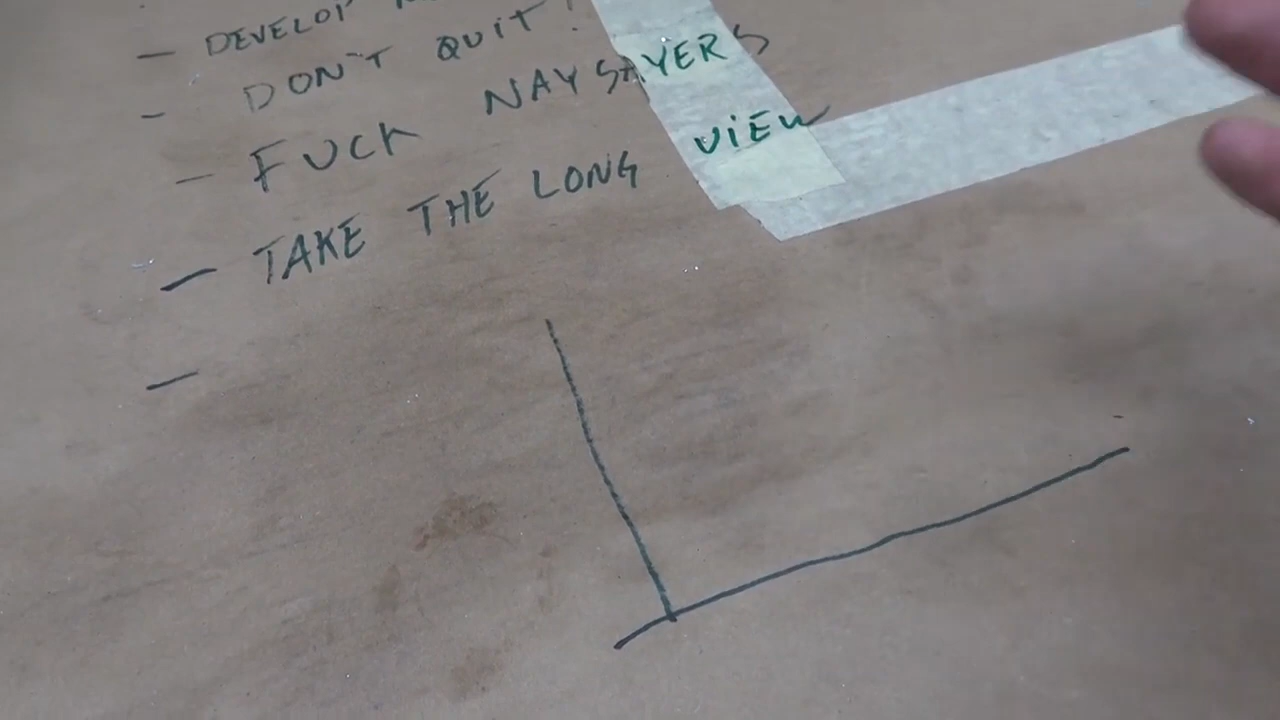 - DEVELOP
- DON'T QUIT!
- FUCK NAYSAYERS
- TAKE THE LONG VIEW
-